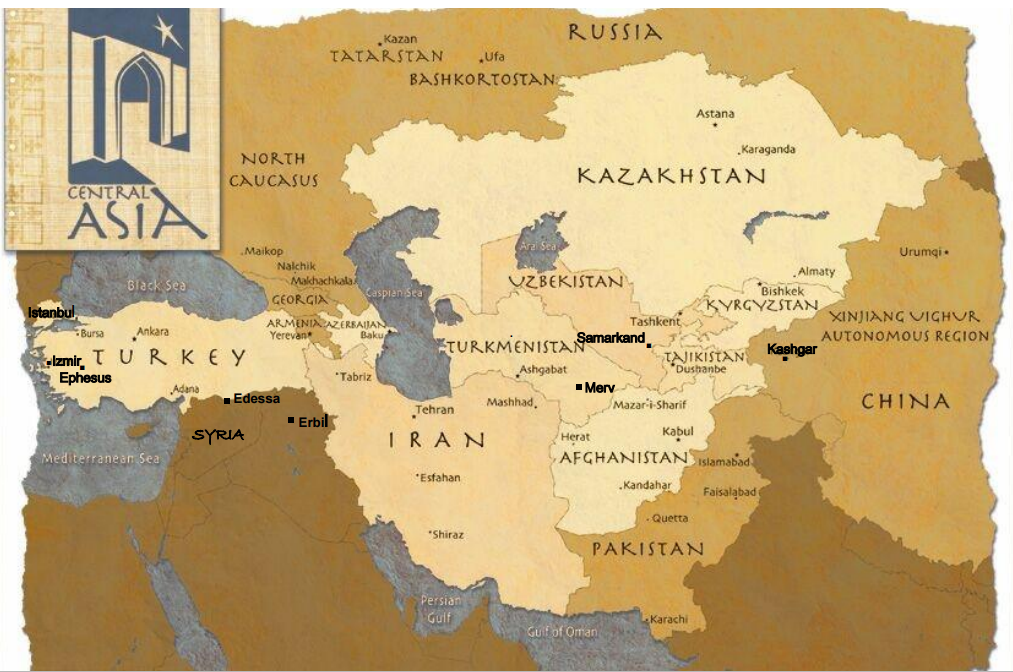 CENTRAL
ASIA
RUSSIA
Kazan
TATARSTAN
Ufa
BASHKORTOSTAN
Astana
Karaganda
KAZAKHSTAN
NORTH
CAUCASUS
Maikop
Nalchik
Makhachkala
Aral Sea
Urumqi
Almaty
Black Sea
Caspian Sea
UZBEKISTAN
Bishkek
KYRGYZSTAN
GEORGIA
Istanbul
Bursa
Ankara
ARMENIA
Yerevan
AZERBAIJAN
Baku
Tashkent
XINJIANG UIGHUR
AUTONOMOUS REGION
TURKMENISTAN
Samarkand
Kashgar
TURKEY
Izmir
Ephesus
TAJIKISTAN
Dushanbe
Tabriz
Ashgabat
Merv
Adana
Edessa
Mashhad
Mazar-i-Sharif
CHINA
Tehran
Erbil
SYRIA
IRAN
Herat
Kabul
Mediterranean Sea
AFGHANISTAN
Islamabad
Esfahan
Kandahar
Faisalabad
Quetta
Shiraz
PAKISTAN
Persian
Gulf
Karachi
Gulf of Oman